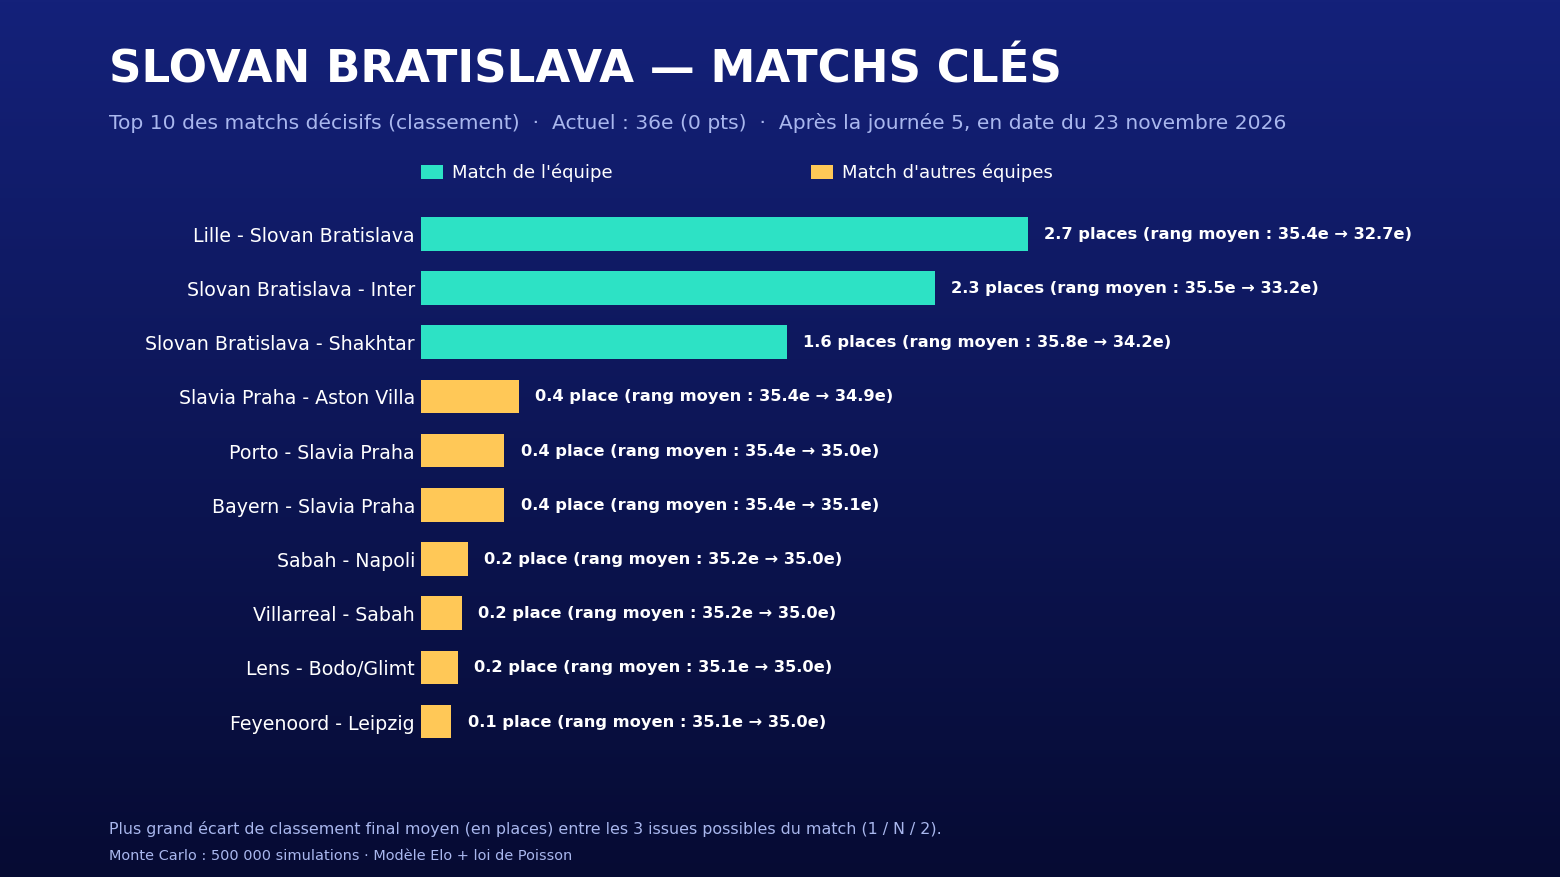 SLOVAN BRATISLAVA — MATCHS CLÉS
Top 10 des matchs décisifs (classement) · Actuel : 36e (0 pts) · Après la journée 5, en date du 23 novembre 2026
Match de l'équipe
Match d'autres équipes
Lille - Slovan Bratislava 2.7 places (rang moyen : 35.4e → 32.7e)
Slovan Bratislava - Inter 2.3 places (rang moyen : 35.5e → 33.2e)
Slovan Bratislava - Shakhtar 1.6 places (rang moyen : 35.8e → 34.2e)
Slavia Praha - Aston Villa 0.4 place (rang moyen : 35.4e → 34.9e)
Porto - Slavia Praha 0.4 place (rang moyen : 35.4e → 35.0e)
Bayern - Slavia Praha 0.4 place (rang moyen : 35.4e → 35.1e)
Sabah - Napoli 0.2 place (rang moyen : 35.2e → 35.0e)
Villarreal - Sabah 0.2 place (rang moyen : 35.2e → 35.0e)
Lens - Bodo/Glimt 0.2 place (rang moyen : 35.1e → 35.0e)
Feyenoord - Leipzig 0.1 place (rang moyen : 35.1e → 35.0e)
Plus grand écart de classement final moyen (en places) entre les 3 issues possibles du match (1 / N / 2).
Monte Carlo : 500 000 simulations · Modèle Elo + loi de Poisson